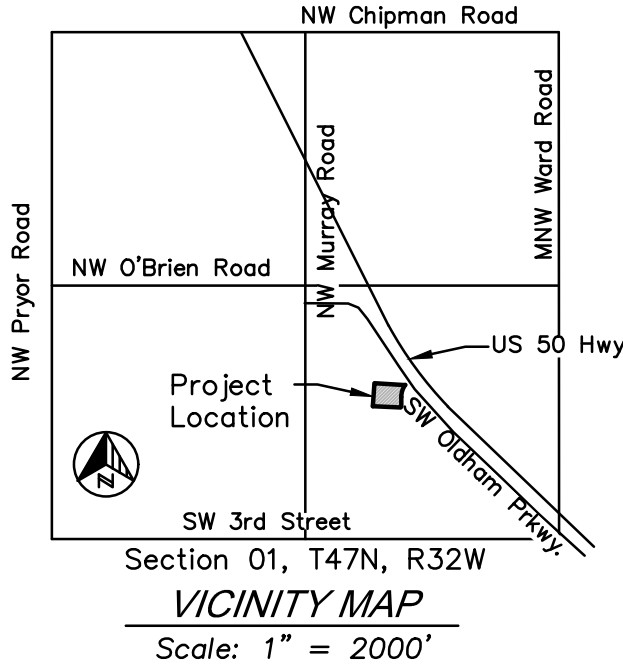 NW Chipman Road
MNW Ward Road
NW Murray Road
NW Pryor Road
NW O'Brien Road
US 50 Hwy
Project
Location
SW Oldham Prkwy.
N
SW 3rd Street
Section 01, T47N, R32W
VICINITY MAP
Scale: 1" = 2000'